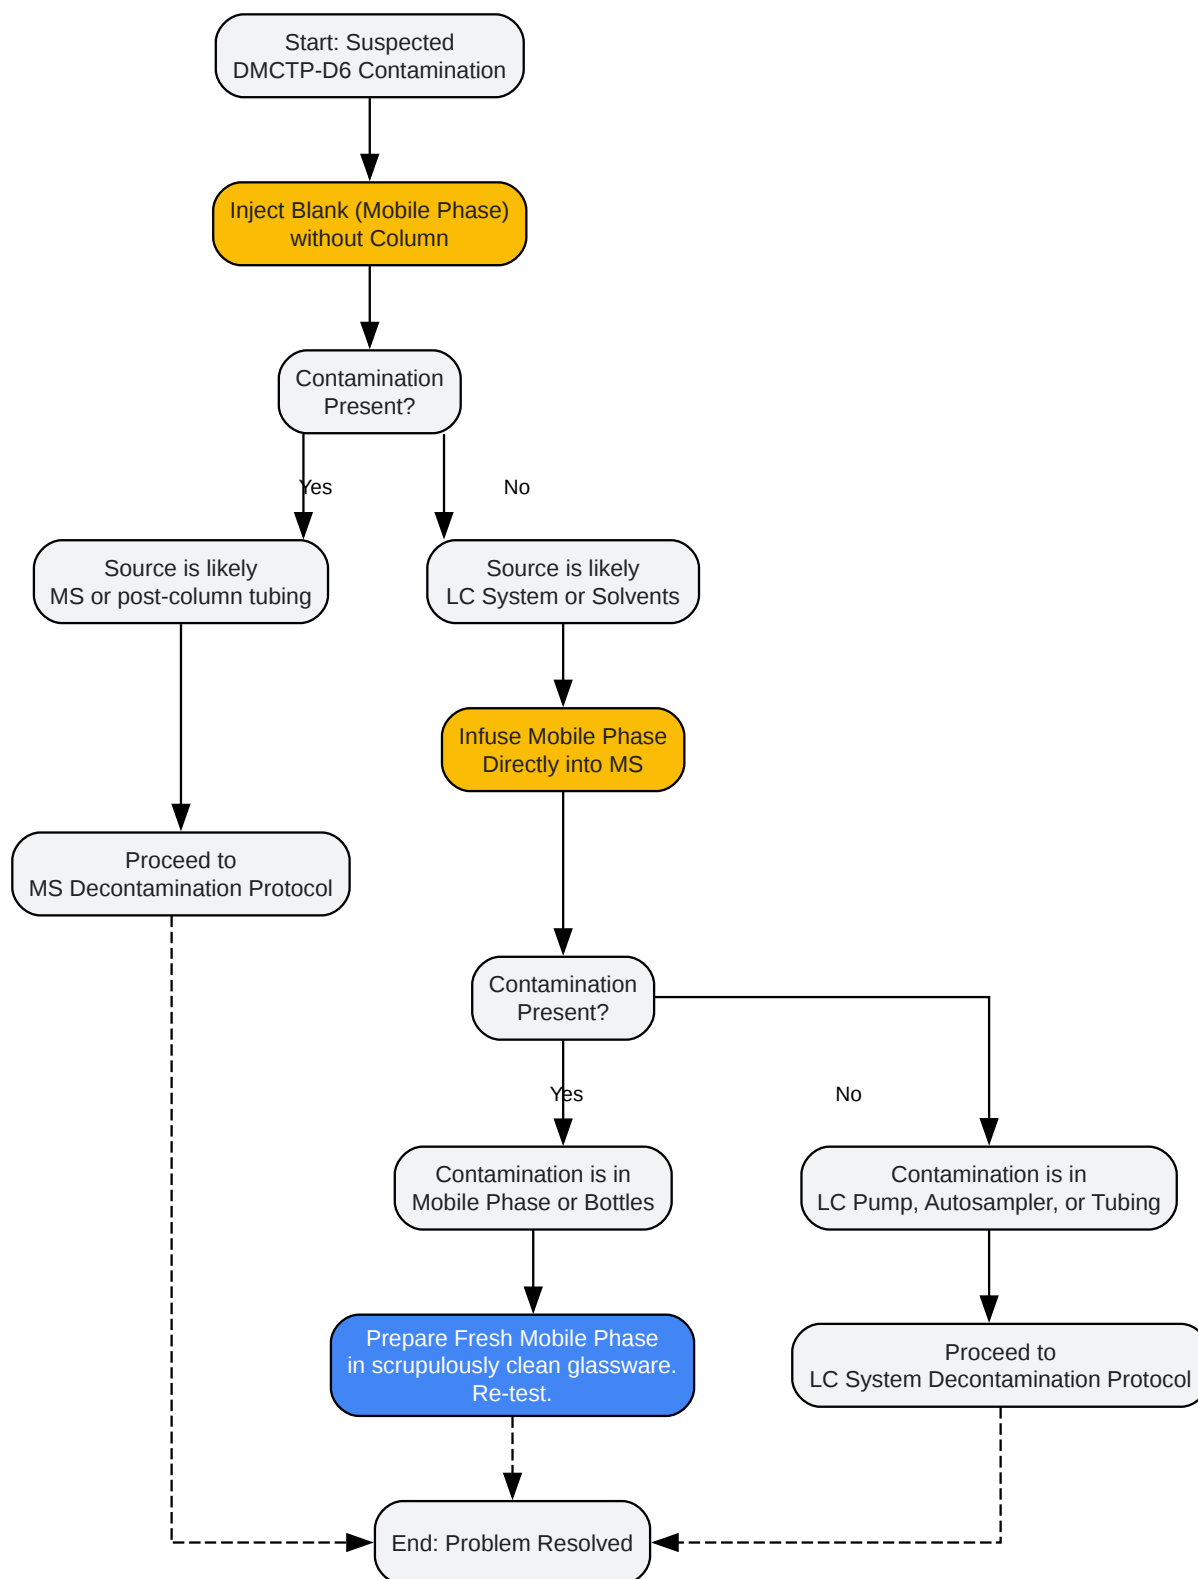 Start: Suspected
DMCTP-D6 Contamination
Inject Blank (Mobile Phase)
without Column
Contamination
Present?
Yes
No
Source is likely
MS or post-column tubing
Source is likely
LC System or Solvents
Infuse Mobile Phase
Directly into MS
Proceed to
MS Decontamination Protocol
Contamination
Present?
Yes
No
Contamination is in
Mobile Phase or Bottles
Contamination is in
LC Pump, Autosampler, or Tubing
Prepare Fresh Mobile Phase
in scrupulously clean glassware.
Re-test.
Proceed to
LC System Decontamination Protocol
End: Problem Resolved